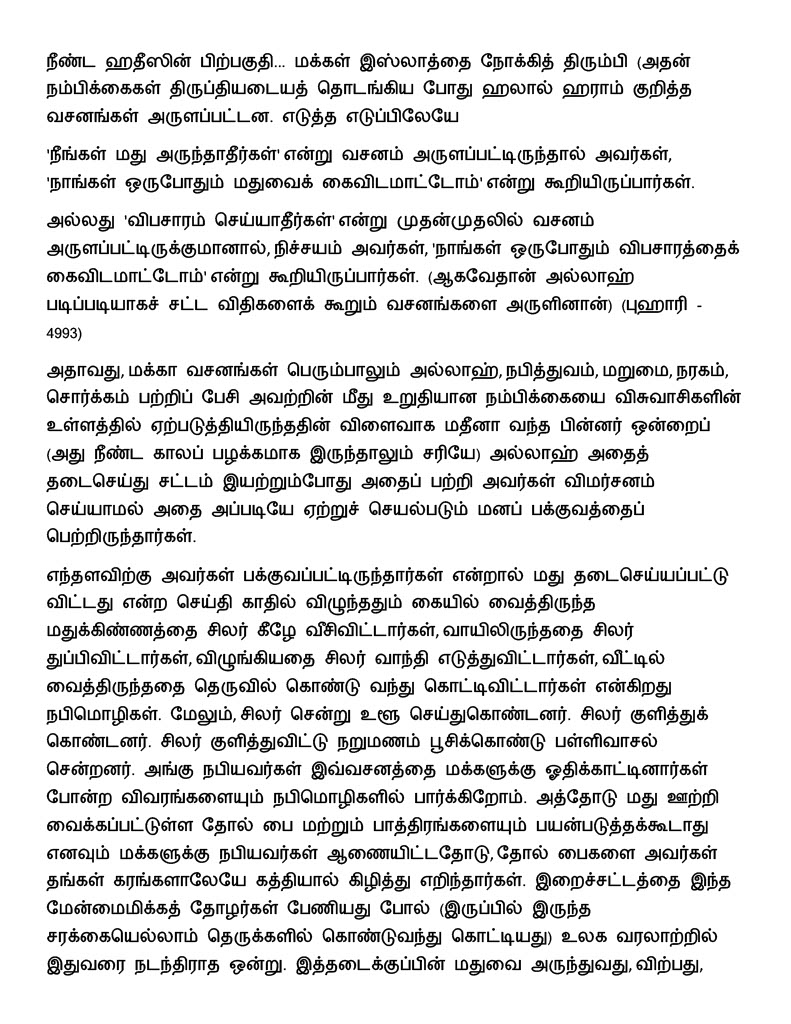 நீண்ட ஹதீஸின் பிற்பகுதி... மக்கள் இஸ்லாத்தை நோக்கித் திரும்பி (அதன்
நம்பிக்கைகள் திருப்தியடையத் தொடங்கிய போது ஹலால் ஹராம் குறித்த
வசனங்கள் அருளப்பட்டன. எடுத்த எடுப்பிலேயே
'நீங்கள் மது அருந்தாதீர்கள்' என்று வசனம் அருளப்பட்டிருந்தால் அவர்கள்,
'நாங்கள் ஒருபோதும் மதுவைக் கைவிடமாட்டோம்' என்று கூறியிருப்பார்கள்.
அல்லது 'விபசாரம் செய்யாதீர்கள்' என்று முதன்முதலில் வசனம்
அருளப்பட்டிருக்குமானால், நிச்சயம் அவர்கள், 'நாங்கள் ஒருபோதும் விபசாரத்தைக்
கைவிடமாட்டோம்' என்று கூறியிருப்பார்கள். (ஆகவேதான் அல்லாஹ்
படிப்படியாகச் சட்ட விதிகளைக் கூறும் வசனங்களை அருளினான்) (புஹாரி -
4993)
அதாவது, மக்கா வசனங்கள் பெரும்பாலும் அல்லாஹ், நபித்துவம், மறுமை, நரகம்,
சொர்க்கம் பற்றிப் பேசி அவற்றின் மீது உறுதியான நம்பிக்கையை விசுவாசிகளின்
உள்ளத்தில் ஏற்படுத்தியிருந்ததின் விளைவாக மதீனா வந்த பின்னர் ஒன்றைப்
(அது நீண்ட காலப் பழக்கமாக இருந்தாலும் சரியே) அல்லாஹ் அதைத்
தடைசெய்து சட்டம் இயற்றும்போது அதைப் பற்றி அவர்கள் விமர்சனம்
செய்யாமல் அதை அப்படியே ஏற்றுச் செயல்படும் மனப் பக்குவத்தைப்
பெற்றிருந்தார்கள்.
எந்தளவிற்கு அவர்கள் பக்குவப்பட்டிருந்தார்கள் என்றால் மது தடைசெய்யப்பட்டு
விட்டது என்ற செய்தி காதில் விழுந்ததும் கையில் வைத்திருந்த
மதுக்கிண்ணத்தை சிலர் கீழே வீசிவிட்டார்கள், வாயிலிருந்ததை சிலர்
துப்பிவிட்டார்கள், விழுங்கியதை சிலர் வாந்தி எடுத்துவிட்டார்கள், வீட்டில்
வைத்திருந்ததை தெருவில் கொண்டு வந்து கொட்டிவிட்டார்கள் என்கிறது
நபிமொழிகள். மேலும், சிலர் சென்று உளூ செய்துகொண்டனர். சிலர் குளித்துக்
கொண்டனர். சிலர் குளித்துவிட்டு நறுமணம் பூசிக்கொண்டு பள்ளிவாசல்
சென்றனர். அங்கு நபியவர்கள் இவ்வசனத்தை மக்களுக்கு ஓதிக்காட்டினார்கள்
போன்ற விவரங்களையும் நபிமொழிகளில் பார்க்கிறோம். அத்தோடு மது ஊற்றி
வைக்கப்பட்டுள்ள தோல் பை மற்றும் பாத்திரங்களையும் பயன்படுத்தக்கூடாது
எனவும் மக்களுக்கு நபியவர்கள் ஆணையிட்டதோடு, தோல் பைகளை அவர்கள்
தங்கள் கரங்களாலேயே கத்தியால் கிழித்து எறிந்தார்கள். இறைச்சட்டத்தை இந்த
மேன்மைமிக்கத் தோழர்கள் பேணியது போல் (இருப்பில் இருந்த
சரக்கையெல்லாம் தெருக்களில் கொண்டுவந்து கொட்டியது) உலக வரலாற்றில்
இதுவரை நடந்திராத ஒன்று. இத்தடைக்குப்பின் மதுவை அருந்துவது, விற்பது,